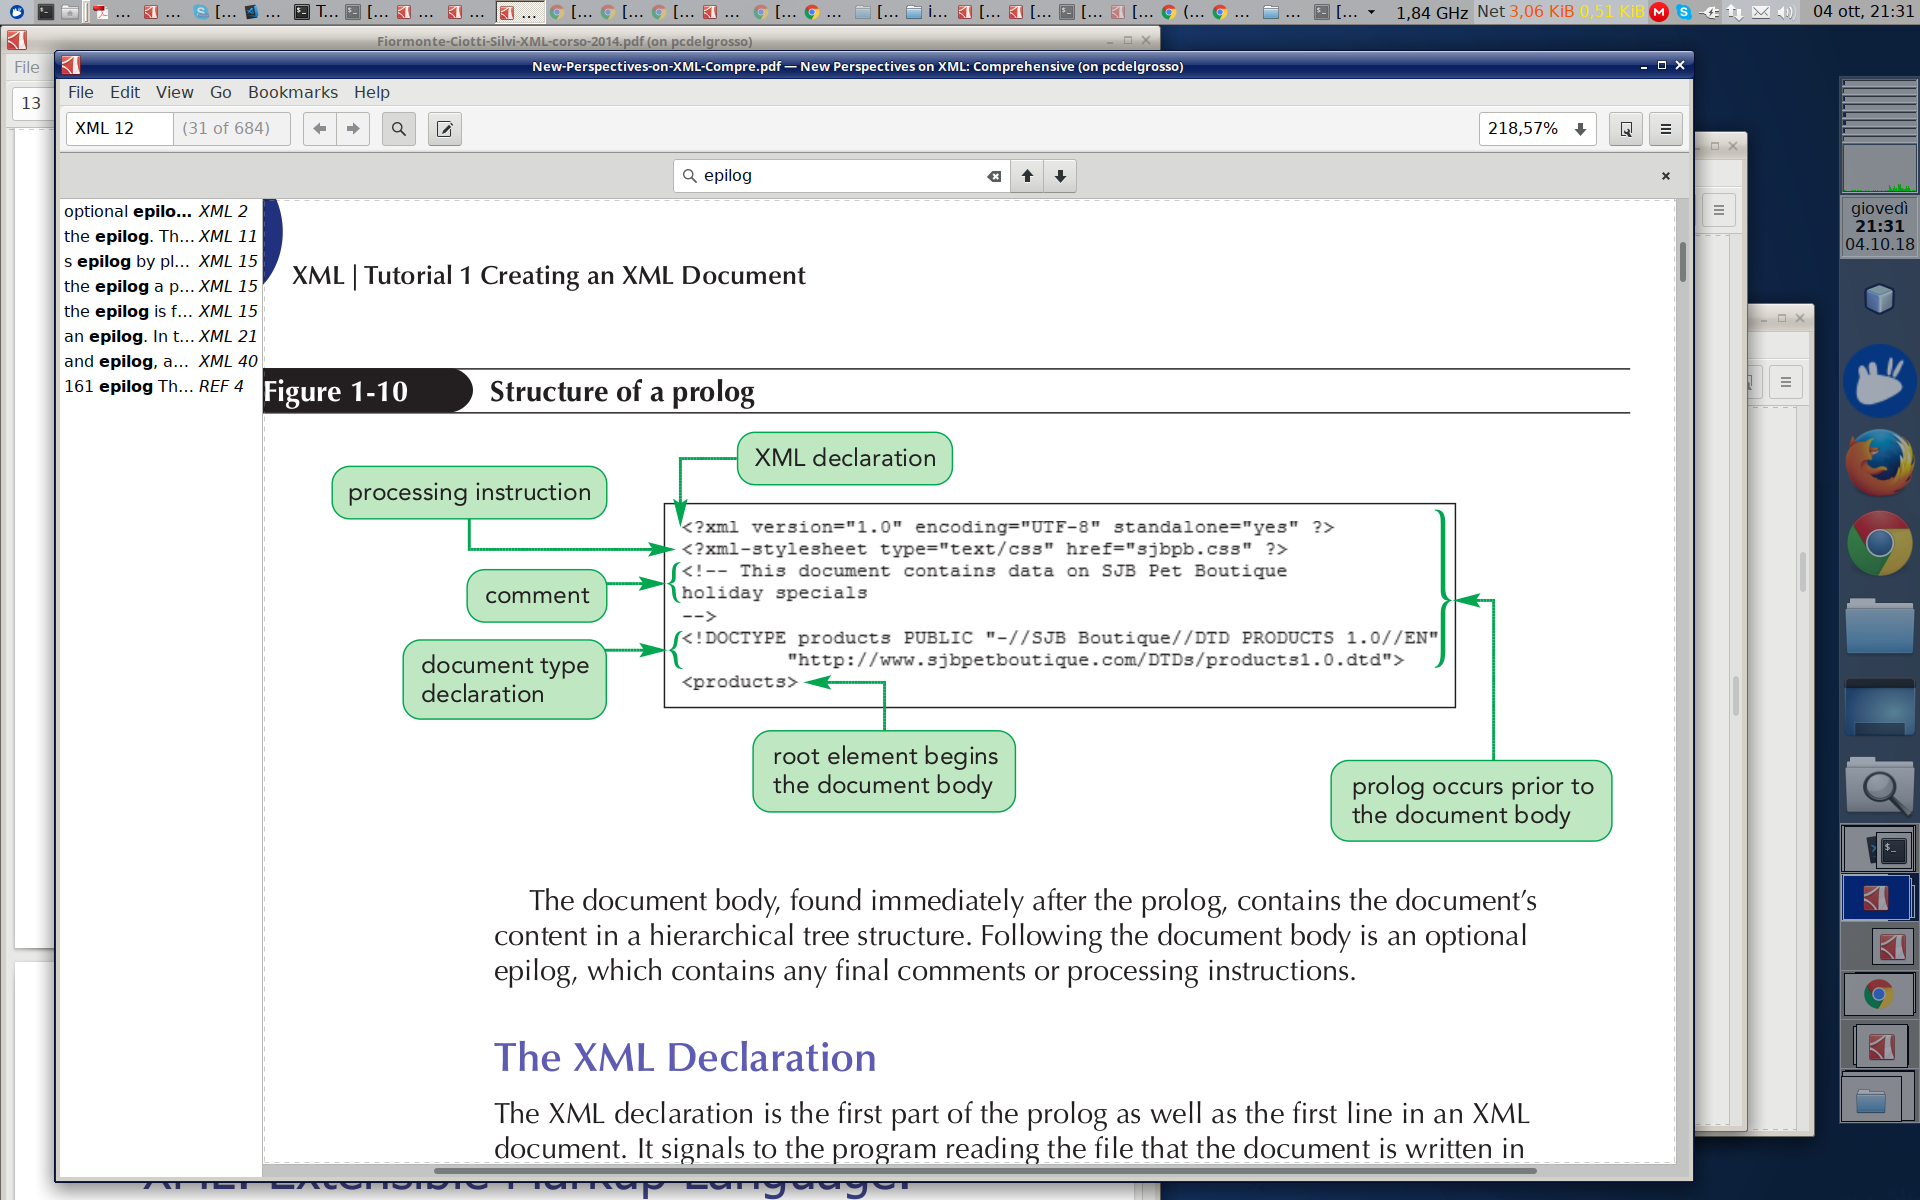 T... [... ... ... ... [... [... [... ... ... [... i... [... [... [... [... (... ... ... [... 1,84 GHz Net 3,06 KiB 0,51 KiB 04 ott, 21:31
Fiormonte-Ciotti-Silvi-XML-corso-2014.pdf (on pcdelgrosso)
File
13
New-Perspectives-on-XML-Compre.pdf — New Perspectives on XML: Comprehensive (on pcdelgrosso)
File Edit View Go Bookmarks Help
XML 12 (31 of 684) 218,57%
epilog
optional epilo... XML 2
the epilog. Th... XML 11
s epilog by pl... XML 15
the epilog a p... XML 15
the epilog is f... XML 15
an epilog. In t... XML 21
and epilog, a... XML 40
161 epilog Th... REF 4
XML | Tutorial 1 Creating an XML Document
Figure 1-10 Structure of a prolog
XML declaration
processing instruction
comment
document type
declaration
<?xml version="1.0" encoding="UTF-8" standalone="yes" ?>
<?xml-stylesheet type="text/css" href="sjbpb.css" ?>
<!-- This document contains data on SJB Pet Boutique
holiday specials
-->
<!DOCTYPE products PUBLIC "-//SJB Boutique//DTD PRODUCTS 1.0//EN"
"http://www.sjbpetboutique.com/DTDs/products1.0.dtd">
<products>
root element begins
the document body
prolog occurs prior to
the document body
The document body, found immediately after the prolog, contains the document’s
content in a hierarchical tree structure. Following the document body is an optional
epilog, which contains any final comments or processing instructions.
The XML Declaration
The XML declaration is the first part of the prolog as well as the first line in an XML
document. It signals to the program reading the file that the document is written in
XML: Extensible Markup Language.
giovedì
21:31
04.10.18